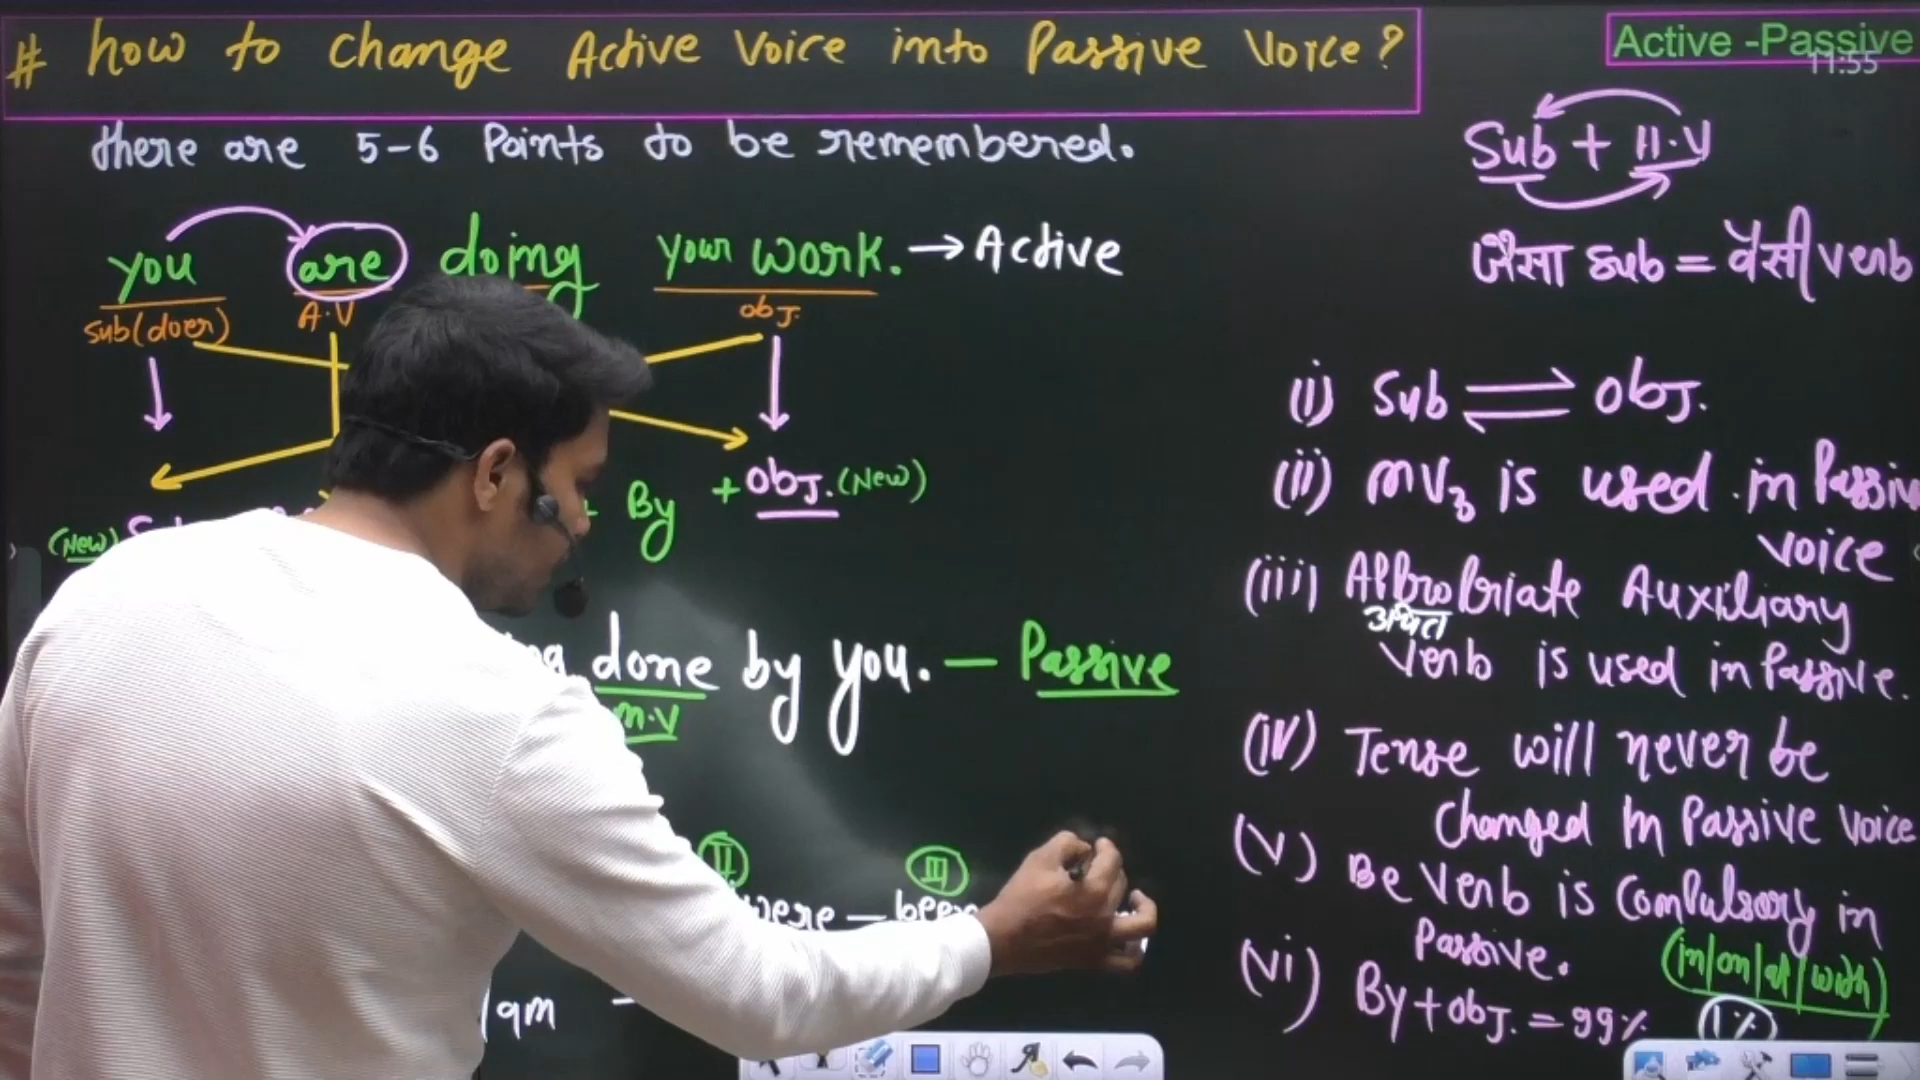 # how to change Active Voice into Passive Voice?
Active -Passive
11:55
there are 5-6 Points to be remembered.
Sub + H.V
जैसा Sub = वैसी verb
you are doing your work. → Active
sub(doer) A.V obj.
(New) By + obj. (New)
done by you. — Passive
m.v
II III
were — been
am
(i) Sub ⇌ obj.
(ii) MV3 is used in Passive
voice
(iii) Appropriate Auxiliary
उचित
Verb is used in Passive.
(iv) Tense will never be
changed in Passive Voice
(v) Be Verb is Compulsory in
Passive.
(in/on/at/with)
(vi) By + obj. = 99% 1%